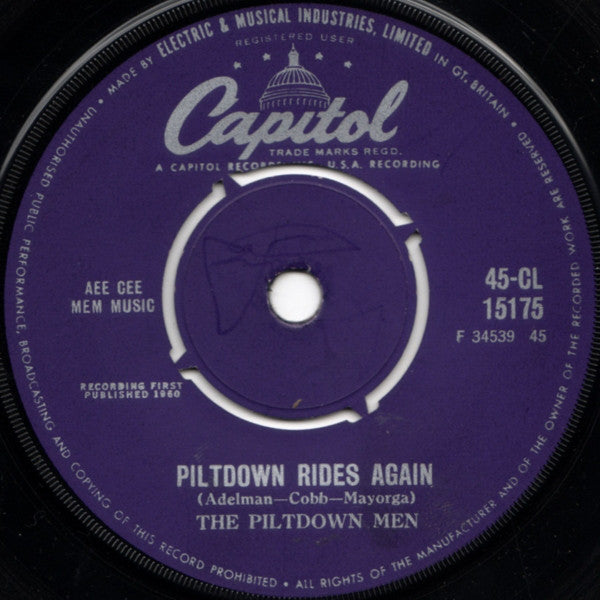 MADE BY ELECTRIC & MUSICAL INDUSTRIES, LIMITED IN GT. BRITAIN • ALL RIGHTS OF THE MANUFACTURER AND OF THE OWNER OF THE RECORDED WORK ARE RESERVED • UNAUTHORISED PUBLIC PERFORMANCE, BROADCASTING AND COPYING OF THIS RECORD PROHIBITED •
REGISTERED USER
Capitol
TRADE MARKS REGD.
A CAPITOL RECORDS U.S.A. RECORDING
AEE CEE
MEM MUSIC
45-CL
15175
F 34539 45
RECORDING FIRST
PUBLISHED 1960
PILTDOWN RIDES AGAIN
(Adelman—Cobb—Mayorga)
THE PILTDOWN MEN